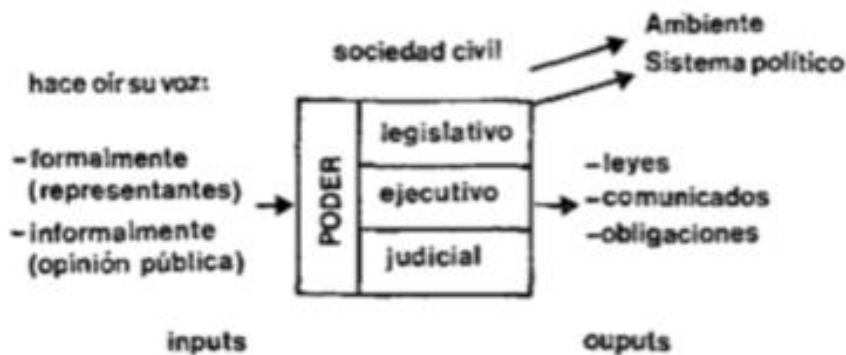 sociedad civil
Ambiente
Sistema político
hace oír su voz:
-formalmente
(representantes)
-informalmente
(opinión pública)
PODER
legislativo
ejecutivo
judicial
-leyes
-comunicados
-obligaciones
inputs
ouputs